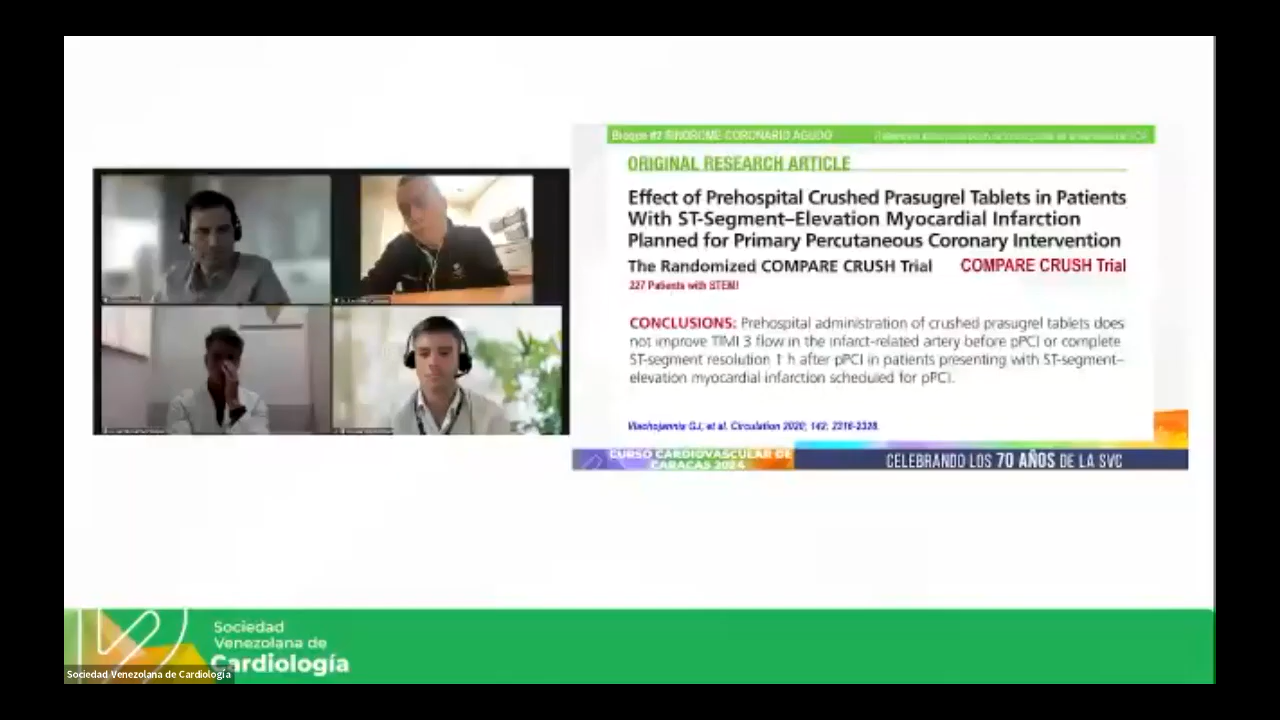 Bloque #2 SINDROME CORONARIO AGUDO
ORIGINAL RESEARCH ARTICLE
Effect of Prehospital Crushed Prasugrel Tablets in Patients
With ST-Segment–Elevation Myocardial Infarction
Planned for Primary Percutaneous Coronary Intervention
The Randomized COMPARE CRUSH Trial
COMPARE CRUSH Trial
227 Patients with STEMI
CONCLUSIONS: Prehospital administration of crushed prasugrel tablets does
not improve TIMI 3 flow in the infarct-related artery before pPCI or complete
ST-segment resolution 1 h after pPCI in patients presenting with ST-segment–
elevation myocardial infarction scheduled for pPCI.
Vlachojannis GJ, et al. Circulation 2020; 142: 2316-2328.
CURSO CARDIOVASCULAR DE
CARACAS 2024
CELEBRANDO LOS 70 AÑOS DE LA SVC
Sociedad
Venezolana de
Cardiología
Sociedad Venezolana de Cardiología